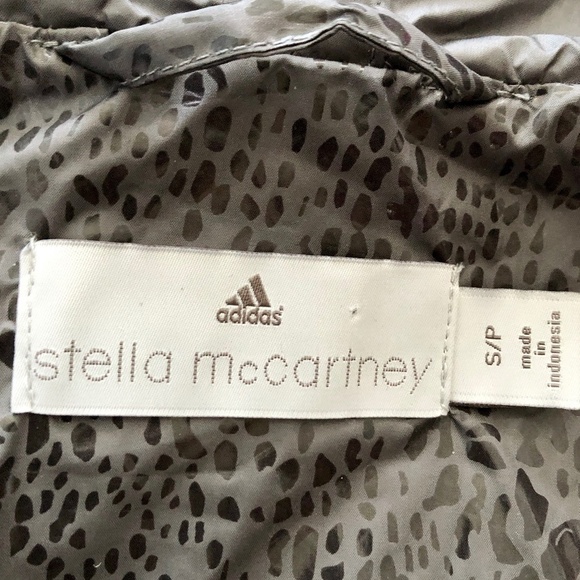 adidas
stella mccartney
S/P
made
in
indonesia